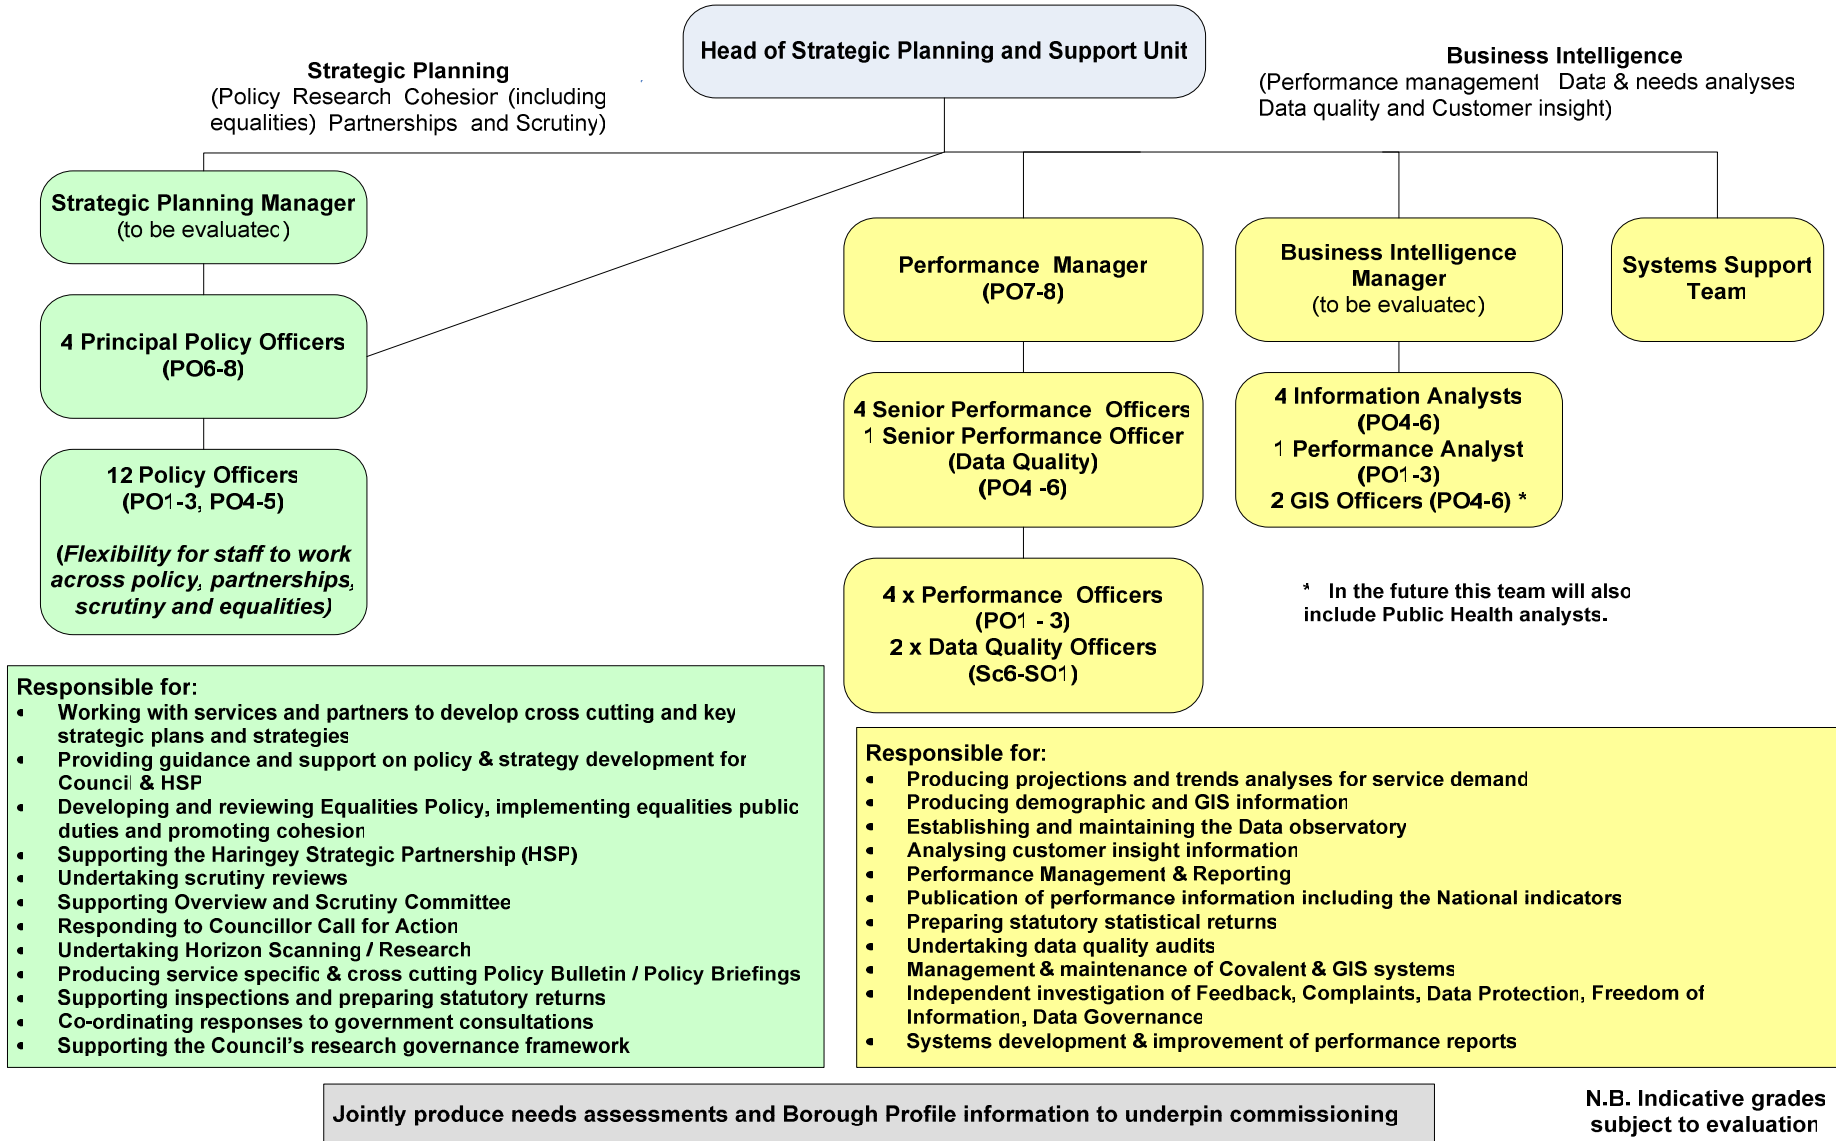 Head of Strategic Planning and Support Unit
Strategic Planning
(Policy Research Cohesior (including
equalities) Partnerships and Scrutiny)
Business Intelligence
(Performance management Data & needs analyses
Data quality and Customer insight)
Strategic Planning Manager
(to be evaluated)
4 Principal Policy Officers
(PO6-8)
12 Policy Officers
(PO1-3, PO4-5)
(Flexibility for staff to work
across policy, partnerships,
scrutiny and equalities)
Performance Manager
(PO7-8)
4 Senior Performance Officers
1 Senior Performance Officer
(Data Quality)
(PO4 -6)
4 x Performance Officers
(PO1 - 3)
2 x Data Quality Officers
(Sc6-SO1)
Business Intelligence
Manager
(to be evaluated)
4 Information Analysts
(PO4-6)
1 Performance Analyst
(PO1-3)
2 GIS Officers (PO4-6) *
Systems Support
Team
* In the future this team will also
include Public Health analysts.
Responsible for:
• Working with services and partners to develop cross cutting and key
strategic plans and strategies
• Providing guidance and support on policy & strategy development for
Council & HSP
• Developing and reviewing Equalities Policy, implementing equalities public
duties and promoting cohesion
• Supporting the Haringey Strategic Partnership (HSP)
• Undertaking scrutiny reviews
• Supporting Overview and Scrutiny Committee
• Responding to Councillor Call for Action
• Undertaking Horizon Scanning / Research
• Producing service specific & cross cutting Policy Bulletin / Policy Briefings
• Supporting inspections and preparing statutory returns
• Co-ordinating responses to government consultations
• Supporting the Council's research governance framework
Responsible for:
• Producing projections and trends analyses for service demand
• Producing demographic and GIS information
• Establishing and maintaining the Data observatory
• Analysing customer insight information
• Performance Management & Reporting
• Publication of performance information including the National indicators
• Preparing statutory statistical returns
• Undertaking data quality audits
• Management & maintenance of Covalent & GIS systems
• Independent investigation of Feedback, Complaints, Data Protection, Freedom of
Information, Data Governance
• Systems development & improvement of performance reports
Jointly produce needs assessments and Borough Profile information to underpin commissioning
N.B. Indicative grades
subject to evaluation